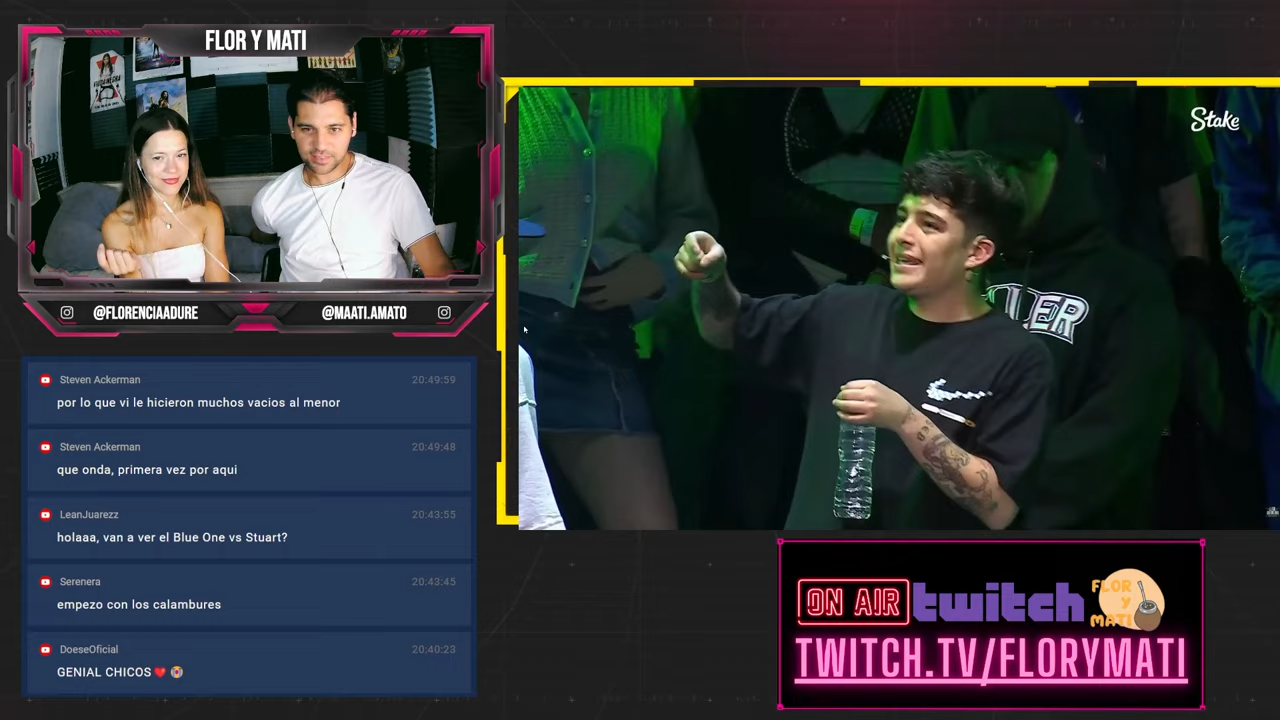 FLOR Y MATI
@FLORENCIAADURE
@MAATI.AMATO
Stake
Steven Ackerman
20:49:59
por lo que vi le hicieron muchos vacios al menor
Steven Ackerman
20:49:48
que onda, primera vez por aqui
LeanJuarezz
20:43:55
holaaa, van a ver el Blue One vs Stuart?
Serenera
20:43:45
empezo con los calambures
DoeseOficial
20:40:23
GENIAL CHICOS❤️😭
ON AIR
twitch
FLOR
Y
MATI
TWITCH.TV/FLORYMATI